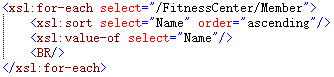 <xsl:for-each select="/FitnessCenter/Member">
<xsl:sort select="Name" order="ascending"/>
<xsl:value-of select="Name"/>
<BR/>
</xsl:for-each>